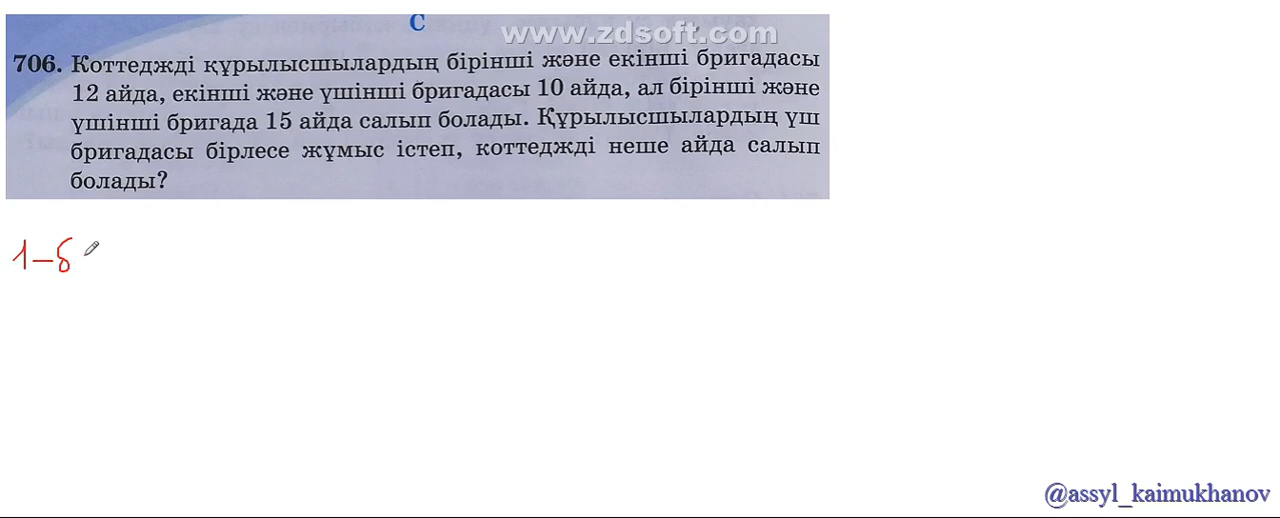 C
www.zdsoft.com
706. Коттеджді құрылысшылардың бірінші және екінші бригадасы
12 айда, екінші және үшінші бригадасы 10 айда, ал бірінші және
үшінші бригада 15 айда салып болады. Құрылысшылардың үш
бригадасы бірлесе жұмыс істеп, коттеджді неше айда салып
болады?
1–б
@assyl_kaimukhanov